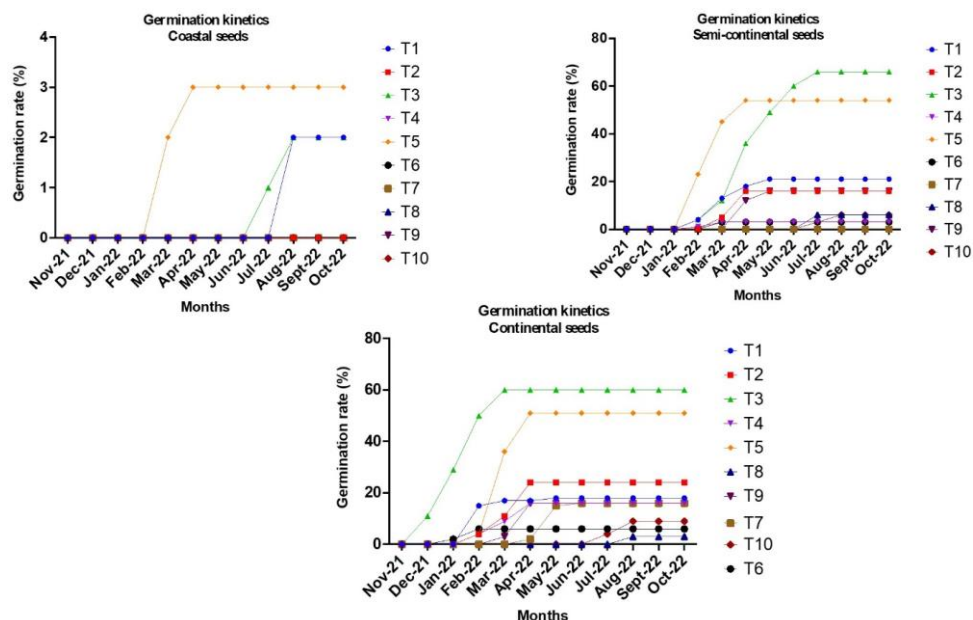 Germination kinetics
Coastal seeds
Germination rate (%)
4
3
2
1
0
Nov-21
Dec-21
Jan-22
Feb-22
Mar-22
Apr-22
May-22
Jun-22
Jul-22
Aug-22
Sept-22
Oct-22
Months
T1
T2
T3
T4
T5
T6
T7
T8
T9
T10
Germination kinetics
Semi-continental seeds
Germination rate (%)
80
60
40
20
0
Nov-21
Dec-21
Jan-22
Feb-22
Mar-22
Apr-22
May-22
Jun-22
Jul-22
Aug-22
Sept-22
Oct-22
Months
T1
T2
T3
T4
T5
T6
T7
T8
T9
T10
Germination kinetics
Continental seeds
Germination rate (%)
80
60
40
20
0
Nov-21
Dec-21
Jan-22
Feb-22
Mar-22
Apr-22
May-22
Jun-22
Jul-22
Aug-22
Sept-22
Oct-22
Months
T1
T2
T3
T4
T5
T8
T9
T7
T10
T6